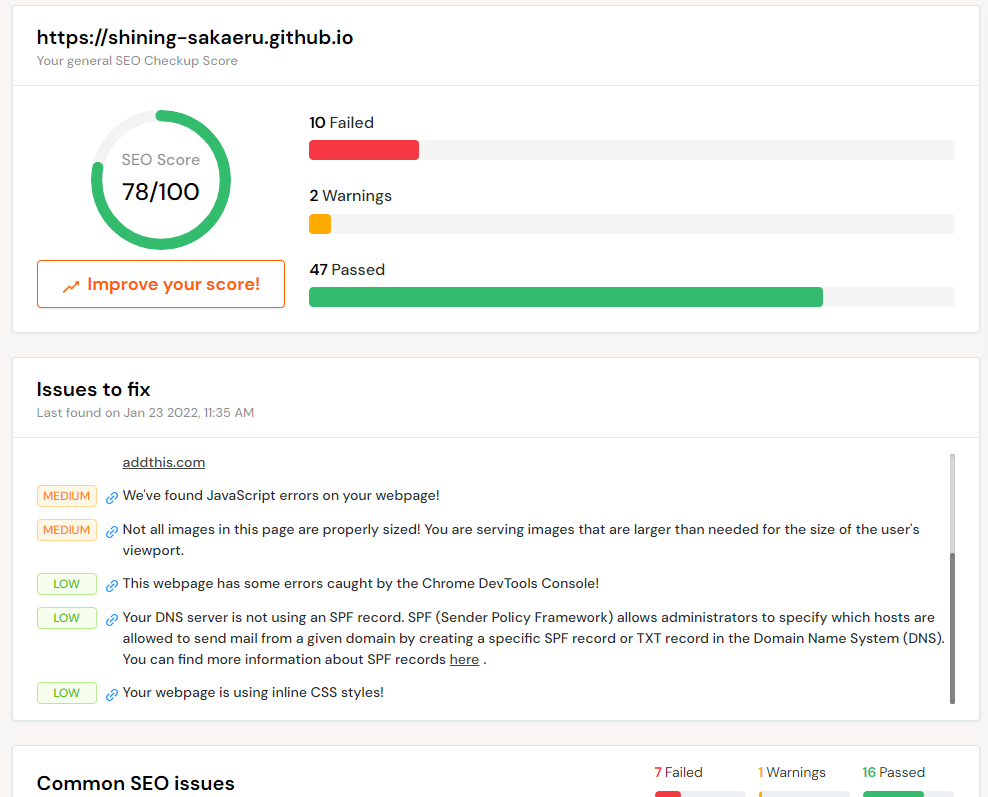 https://shining-sakaeru.github.io
Your general SEO Checkup Score
SEO Score
78/100
Improve your score!
10 Failed
2 Warnings
47 Passed
Issues to fix
Last found on Jan 23 2022, 11:35 AM
addthis.com
MEDIUM We've found JavaScript errors on your webpage!
MEDIUM Not all images in this page are properly sized! You are serving images that are larger than needed for the size of the user's
viewport.
LOW This webpage has some errors caught by the Chrome DevTools Console!
LOW Your DNS server is not using an SPF record. SPF (Sender Policy Framework) allows administrators to specify which hosts are
allowed to send mail from a given domain by creating a specific SPF record or TXT record in the Domain Name System (DNS).
You can find more information about SPF records here .
LOW Your webpage is using inline CSS styles!
Common SEO issues
7 Failed
1 Warnings
16 Passed